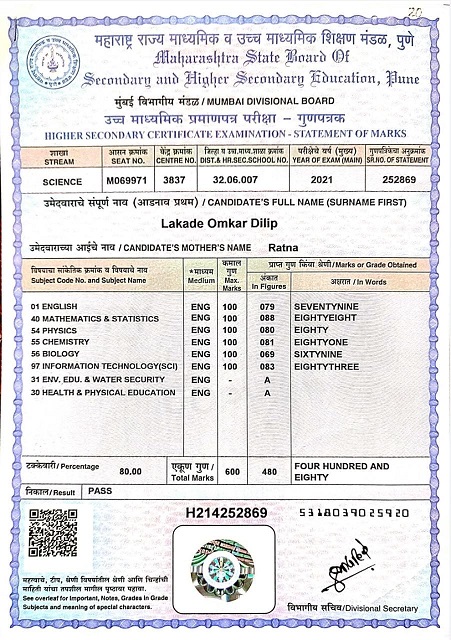 20
महाराष्ट्र राज्य माध्यमिक व उच्च माध्यमिक शिक्षण मंडळ, पुणे
Maharashtra State Board Of
Secondary and Higher Secondary Education, Pune
मुंबई विभागीय मंडळ / MUMBAI DIVISIONAL BOARD
उच्च माध्यमिक प्रमाणपत्र परीक्षा – गुणपत्रक
HIGHER SECONDARY CERTIFICATE EXAMINATION - STATEMENT OF MARKS
शाखा आसन क्रमांक केंद्र क्रमांक जिल्हा व उच्च माध्य.शाळा क्रमांक परीक्षेचे वर्ष (मुख्य) गुणपत्रिकेचा अनुक्रमांक
STREAM SEAT NO. CENTRE NO. DIST.& HR.SEC.SCHOOL NO. YEAR OF EXAM (MAIN) SR.NO. OF STATEMENT
SCIENCE M069971 3837 32.06.007 2021 252869
उमेदवाराचे संपूर्ण नाव (आडनाव प्रथम) / CANDIDATE'S FULL NAME (SURNAME FIRST)
Lakade Omkar Dilip
उमेदवाराच्या आईचे नाव / CANDIDATE'S MOTHER'S NAME Ratna
विषयाचा सांकेतिक क्रमांक व विषयाचे नाव *माध्यम कमाल गुण प्राप्त गुण किंवा श्रेणी/Marks or Grade Obtained
Subject Code No. and Subject Name Medium Max. Marks अंकात In Figures अक्षरात / In Words
01 ENGLISH ENG 100 079 SEVENTYNINE
40 MATHEMATICS & STATISTICS ENG 100 088 EIGHTYEIGHT
54 PHYSICS ENG 100 080 EIGHTY
55 CHEMISTRY ENG 100 081 EIGHTYONE
56 BIOLOGY ENG 100 069 SIXTYNINE
97 INFORMATION TECHNOLOGY(SCI) ENG 100 083 EIGHTYTHREE
31 ENV. EDU. & WATER SECURITY ENG - A
30 HEALTH & PHYSICAL EDUCATION ENG - A
टक्केवारी/ Percentage 80.00 एकूण गुण / Total Marks 600 480 FOUR HUNDRED AND
EIGHTY
निकाल/ Result PASS
H214252869 5318039025920
महत्वाचे, टीप, श्रेणी विषयांतील श्रेणी आणि चिन्हांची
माहिती यांचा तपशील मागील पृष्ठावर पहावा.
See overleaf for Important, Notes, Grades in Grade
Subjects and meaning of special characters.
विभागीय सचिव/Divisional Secretary